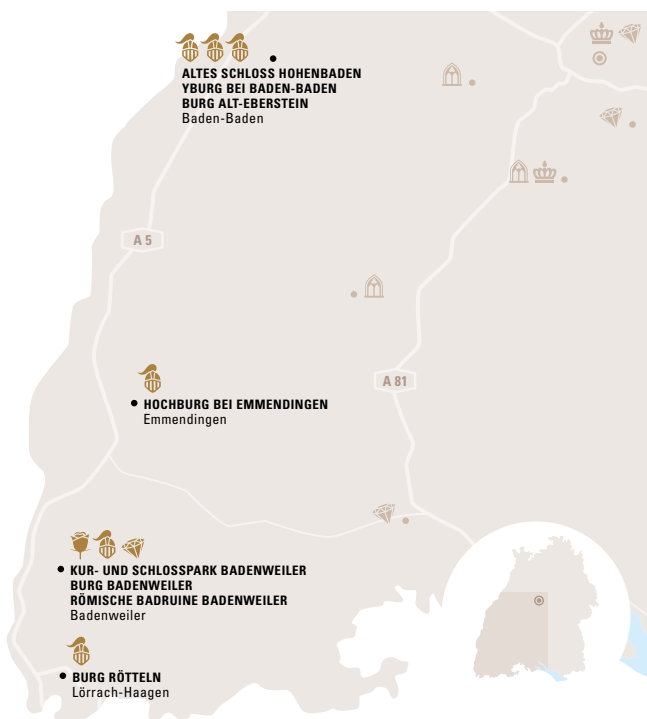 ALTES SCHLOSS HOHENBADEN
YBURG BEI BADEN-BADEN
BURG ALT-EBERSTEIN
Baden-Baden
A 5
A 81
HOCHBURG BEI EMMENDINGEN
Emmendingen
KUR- UND SCHLOSSPARK BADENWEILER
BURG BADENWEILER
RÖMISCHE BADRUINE BADENWEILER
Badenweiler
BURG RÖTTELN
Lörrach-Haagen